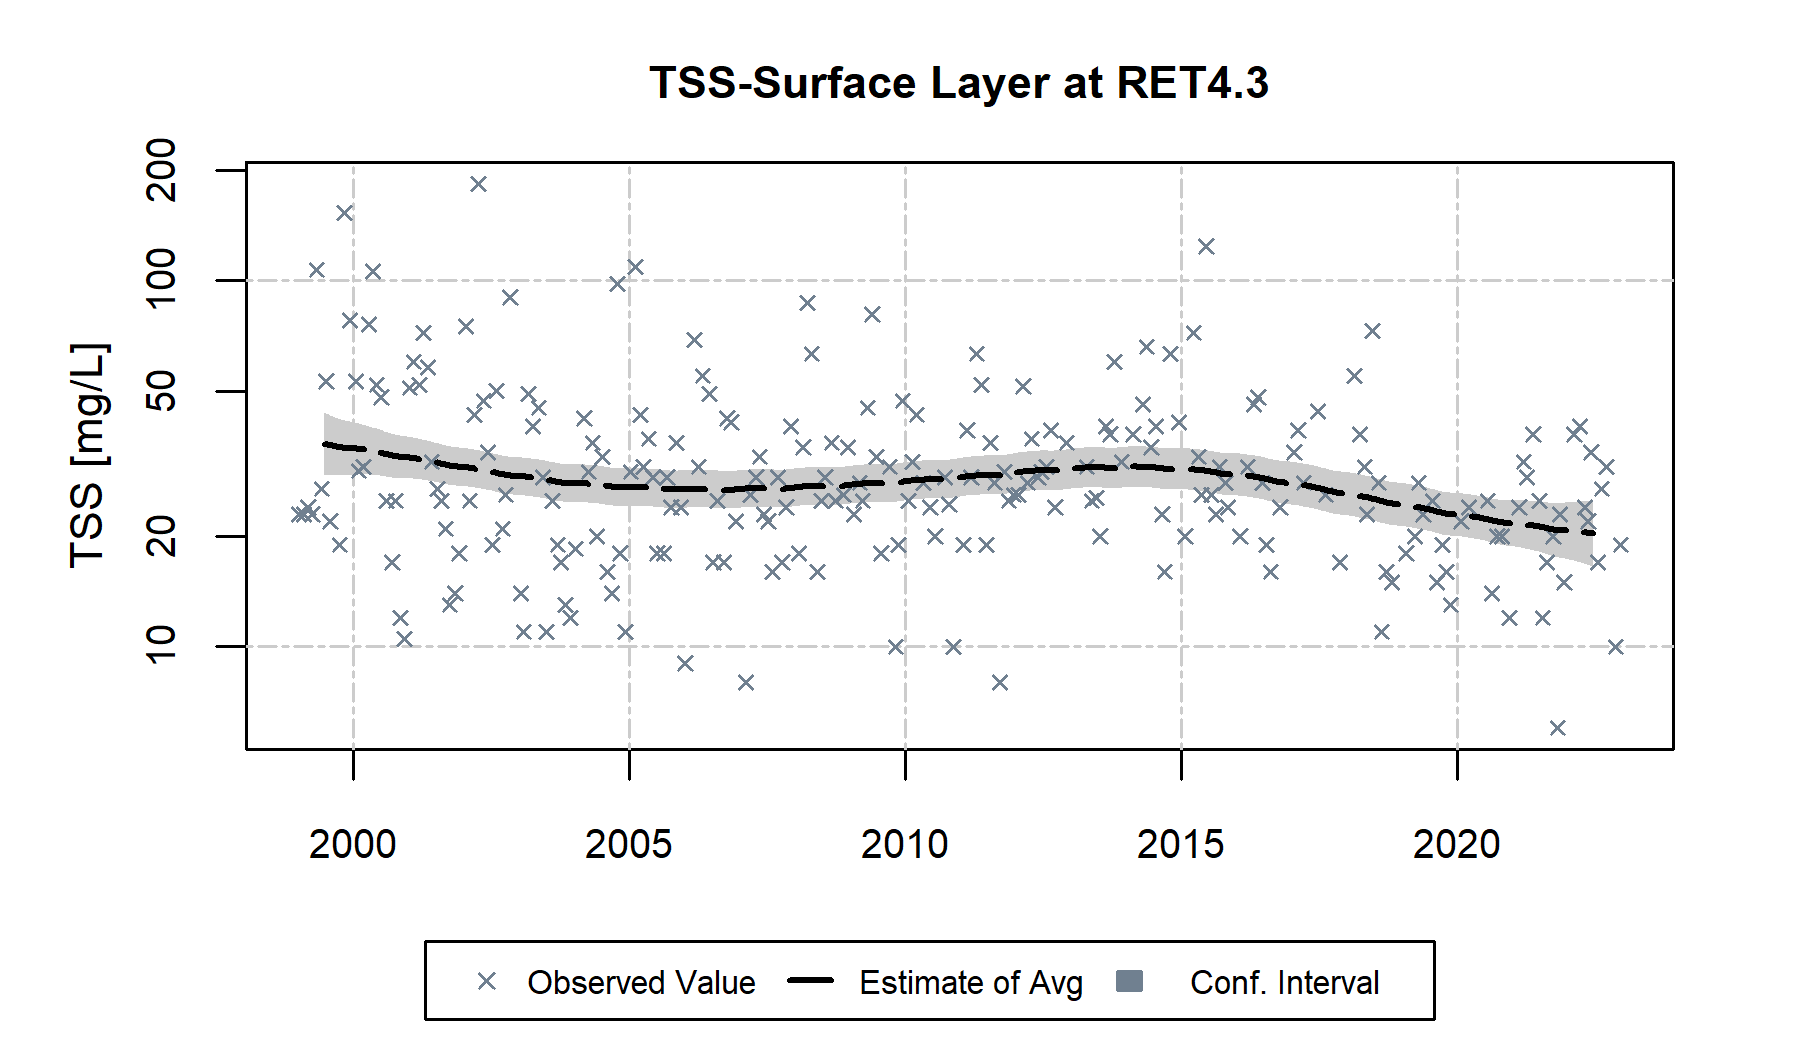 TSS-Surface Layer at RET4.3
TSS [mg/L]
200
100
50
20
10
2000 2005 2010 2015 2020
Observed Value Estimate of Avg Conf. Interval